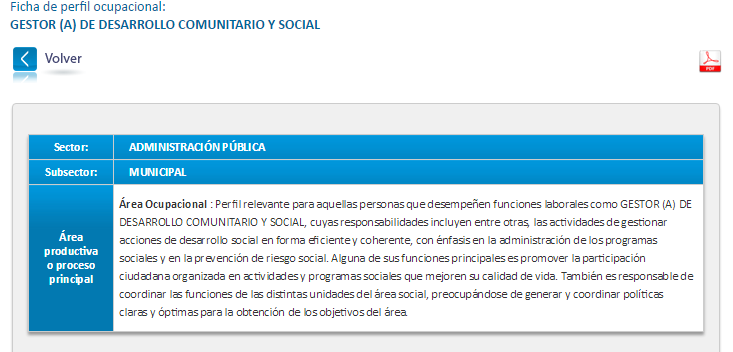 Ficha de perfil ocupacional:
GESTOR (A) DE DESARROLLO COMUNITARIO Y SOCIAL
Volver
PDF
Sector: ADMINISTRACIÓN PÚBLICA
Subsector: MUNICIPAL
Área productiva o proceso principal
Área Ocupacional : Perfil relevante para aquellas personas que desempeñen funciones laborales como GESTOR (A) DE
DESARROLLO COMUNITARIO Y SOCIAL, cuyas responsabilidades incluyen entre otras, las actividades de gestionar
acciones de desarrollo social en forma eficiente y coherente, con énfasis en la administración de los programas
sociales y en la prevención de riesgo social. Alguna de sus funciones principales es promover la participación
ciudadana organizada en actividades y programas sociales que mejoren su calidad de vida. También es responsable de
coordinar las funciones de las distintas unidades del área social, preocupándose de generar y coordinar políticas
claras y óptimas para la obtención de los objetivos del área.